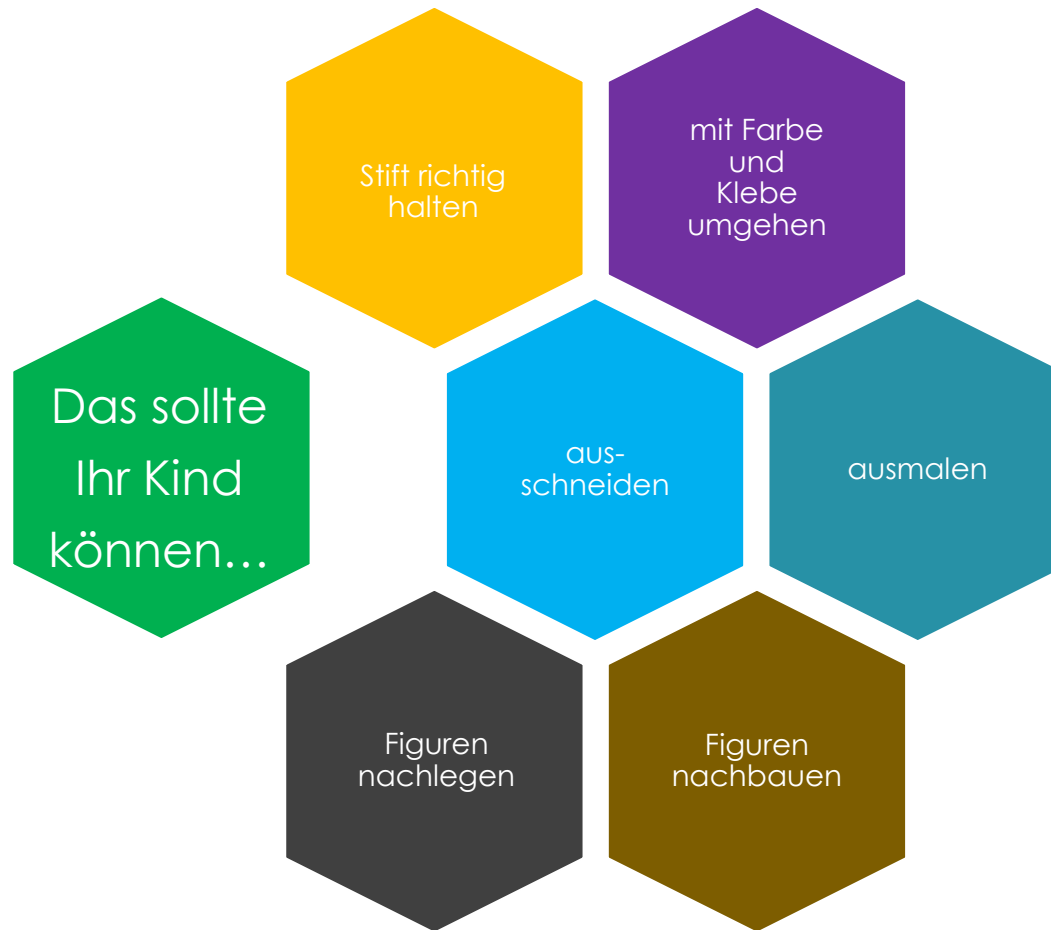 Das sollte
Ihr Kind
können…
Stift richtig
halten
mit Farbe
und
Klebe
umgehen
aus-
schneiden
ausmalen
Figuren
nachlegen
Figuren
nachbauen